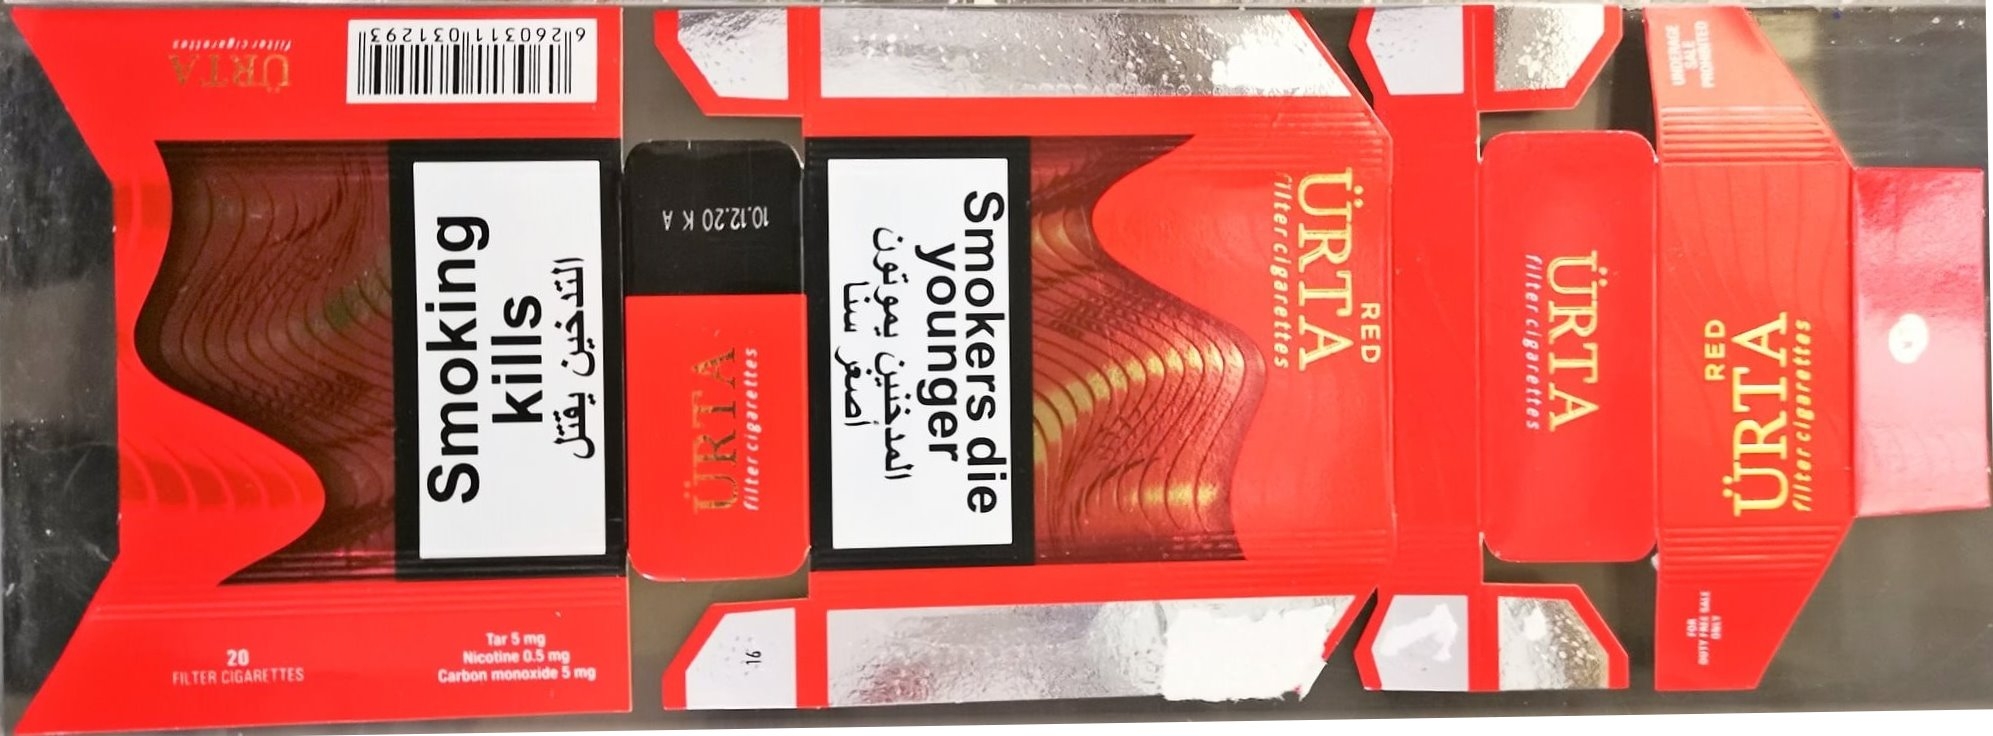 ÜRTA
filter cigarettes
6 260311 031293
Smoking
kills
التدخين يقتل
20
FILTER CIGARETTES
Tar 5 mg
Nicotine 0.5 mg
Carbon monoxide 5 mg
10.12.20 K A
ÜRTA
filter cigarettes
16
Smokers die
younger
المدخنين يموتون
أصغر سنا
RED
ÜRTA
filter cigarettes
ÜRTA
filter cigarettes
UNDERAGE
SALE
PROHIBITED
RED
ÜRTA
filter cigarettes
FOR
DUTY FREE SALE
ONLY